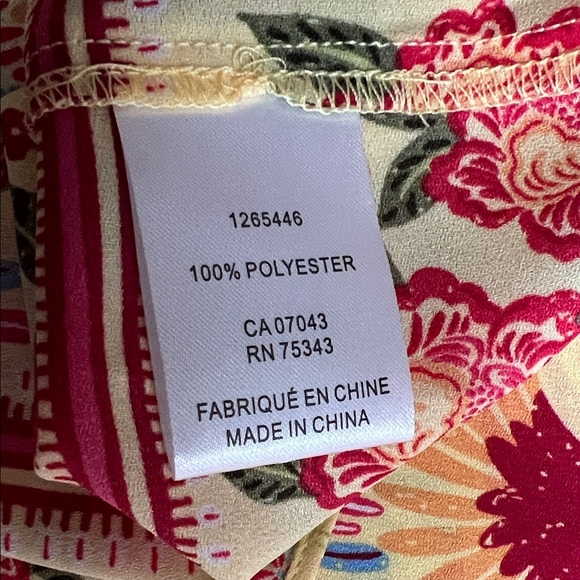 1265446
100% POLYESTER
CA 07043
RN 75343
FABRIQUÉ EN CHINE
MADE IN CHINA